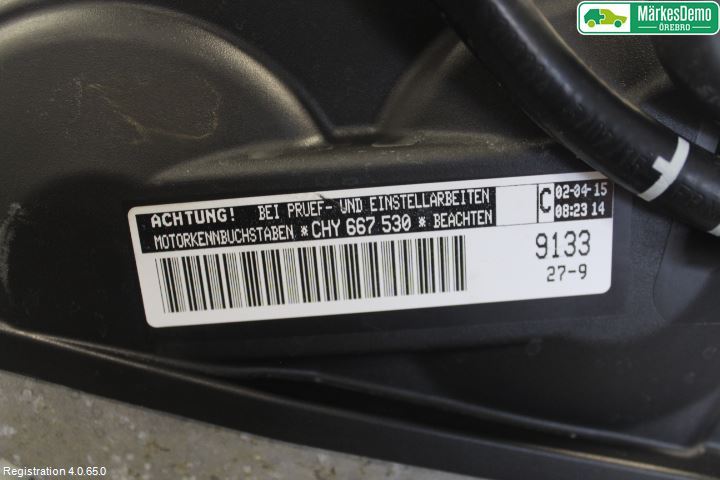 MärkesDemo
ÖREBRO
ACHTUNG! BEI PRUEF- UND EINSTELLARBEITEN
MOTORKENNBUCHSTABEN *CHY 667 530* BEACHTEN
C 02-04-15
08:23 14
9133
27-9
Registration 4.0.65.0